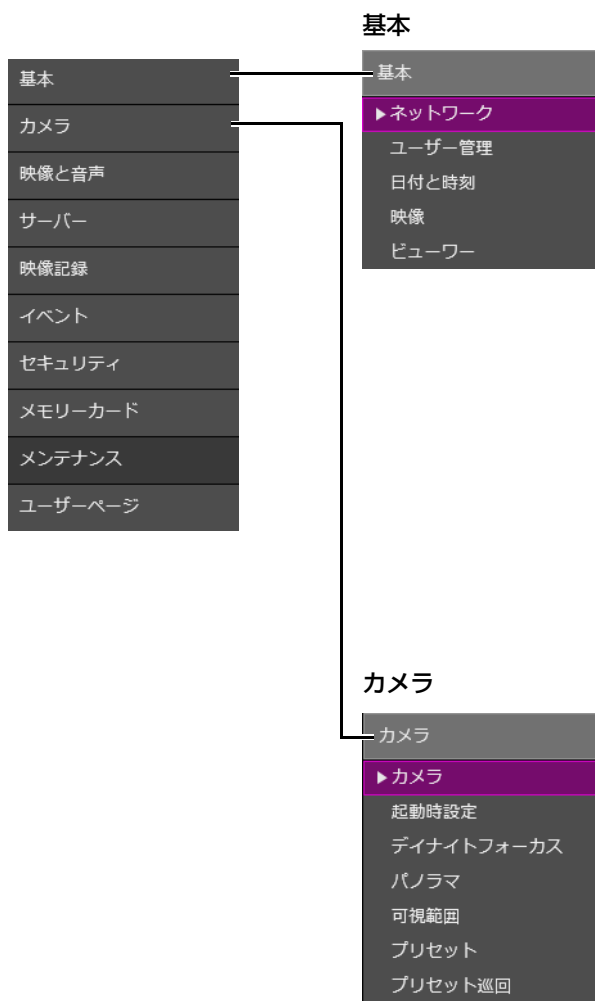 基本
カメラ
映像と音声
サーバー
映像記録
イベント
セキュリティ
メモリーカード
メンテナンス
ユーザーページ
基本
基本
▶ネットワーク
ユーザー管理
日付と時刻
映像
ビューワー
カメラ
カメラ
▶カメラ
起動時設定
デイナイトフォーカス
パノラマ
可視範囲
プリセット
プリセット巡回